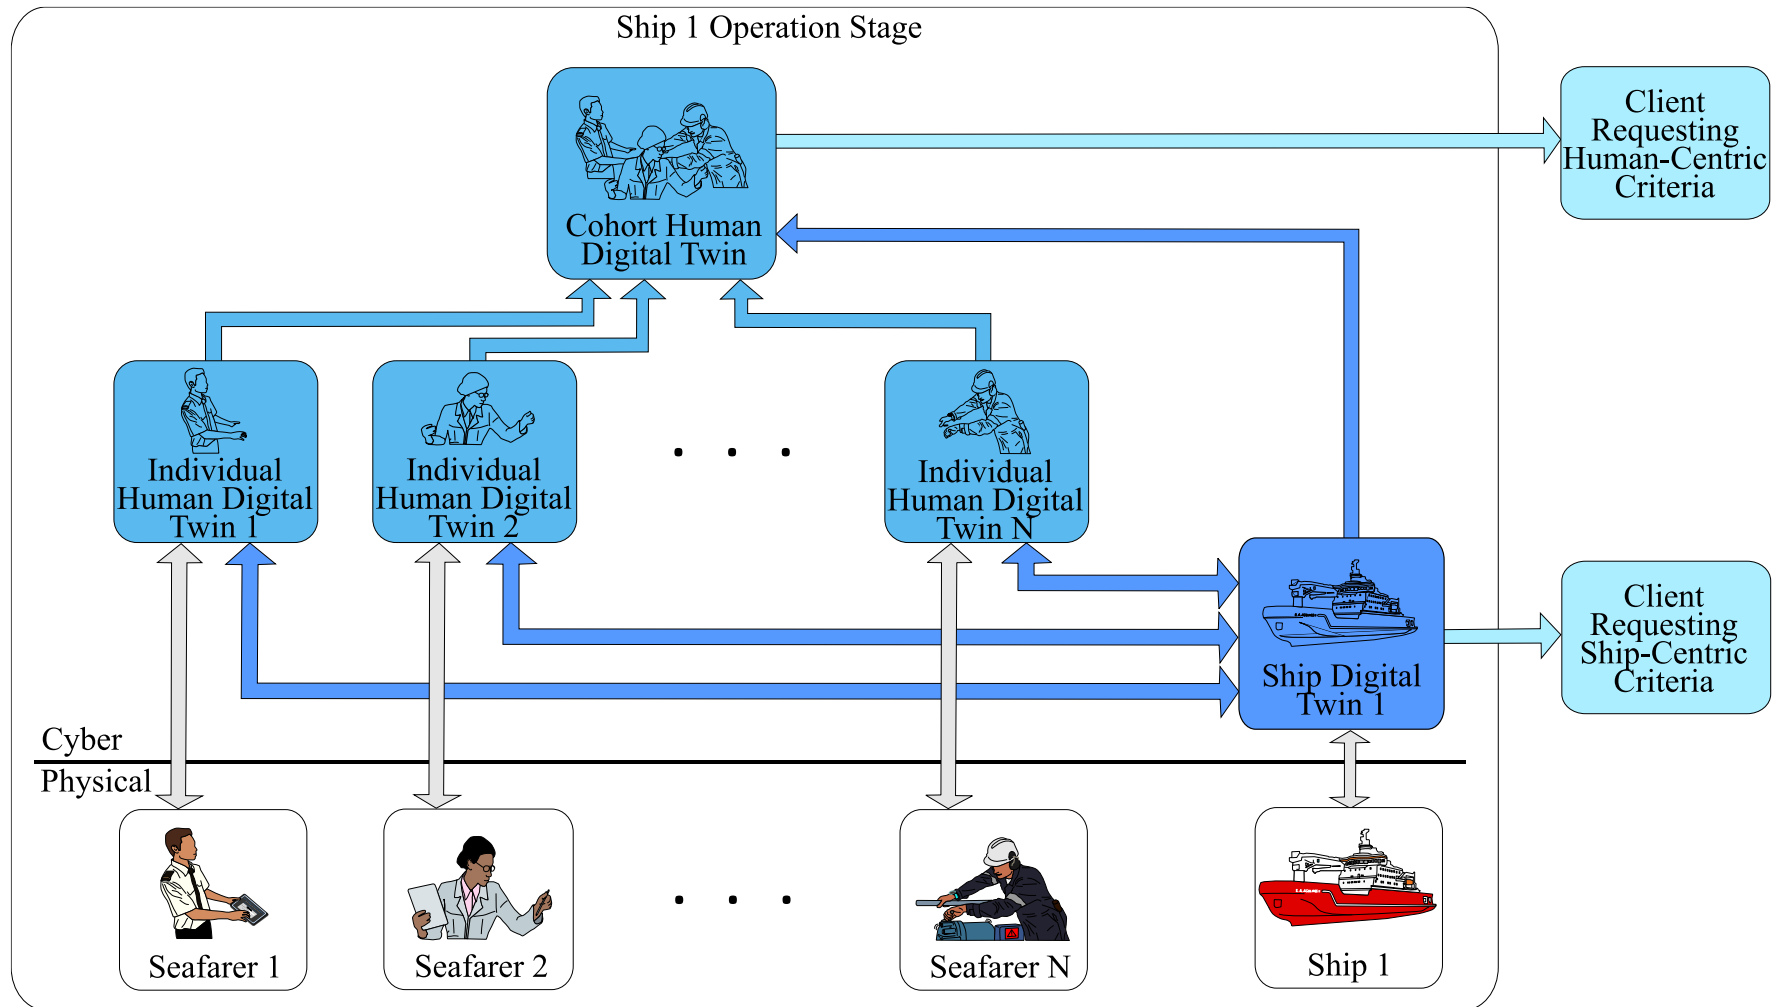 Ship 1 Operation Stage
Client
Requesting
Human-Centric
Criteria
Cohort Human
Digital Twin
Individual
Human Digital
Twin 1
Individual
Human Digital
Twin 2
. . .
Individual
Human Digital
Twin N
Ship Digital
Twin 1
Client
Requesting
Ship-Centric
Criteria
Cyber
Physical
Seafarer 1
Seafarer 2
. . .
Seafarer N
Ship 1